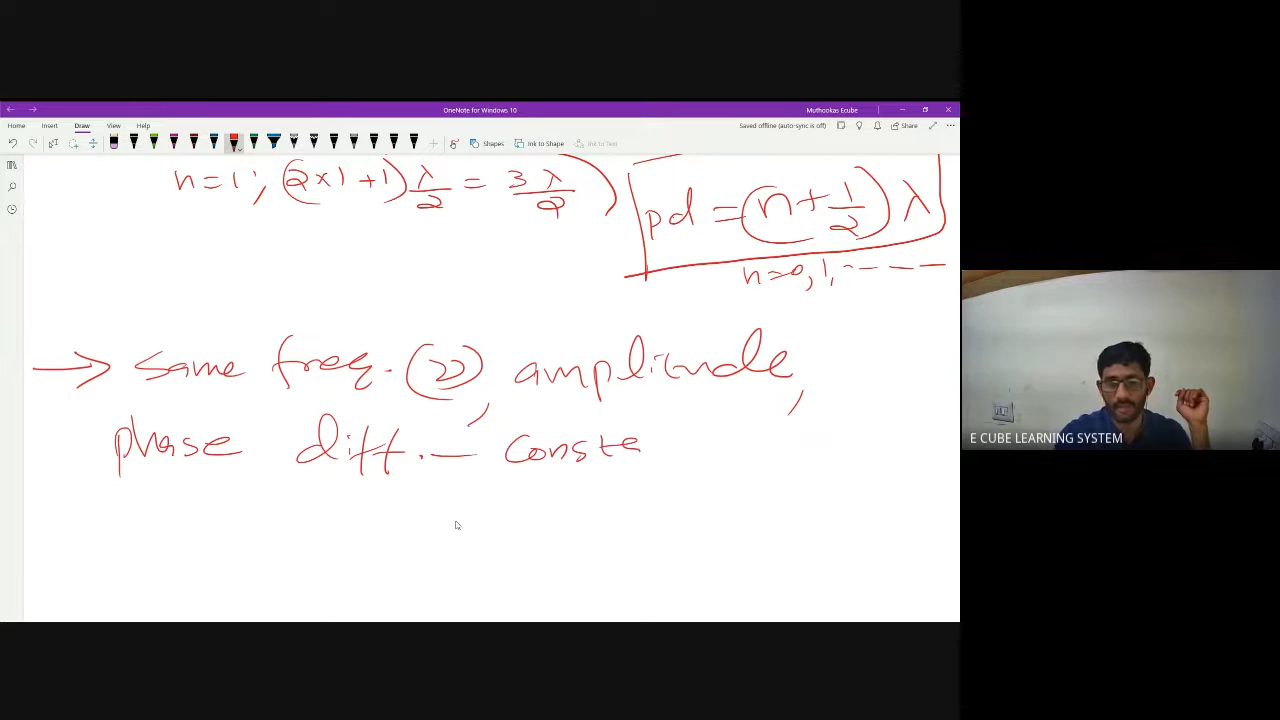 OneNote for Windows 10
Muthookas Ecube
Home Insert Draw View Help
Saved offline (auto-sync is off)
Share
Shapes
Ink to Shape
Ink to Text
n=1; (2×1+1)λ/2 = 3λ/2)
pd = (n+1/2)λ
n=0,1,-----
→ same freq.(ν), amplitude,
phase diff. — conste
E CUBE LEARNING SYSTEM